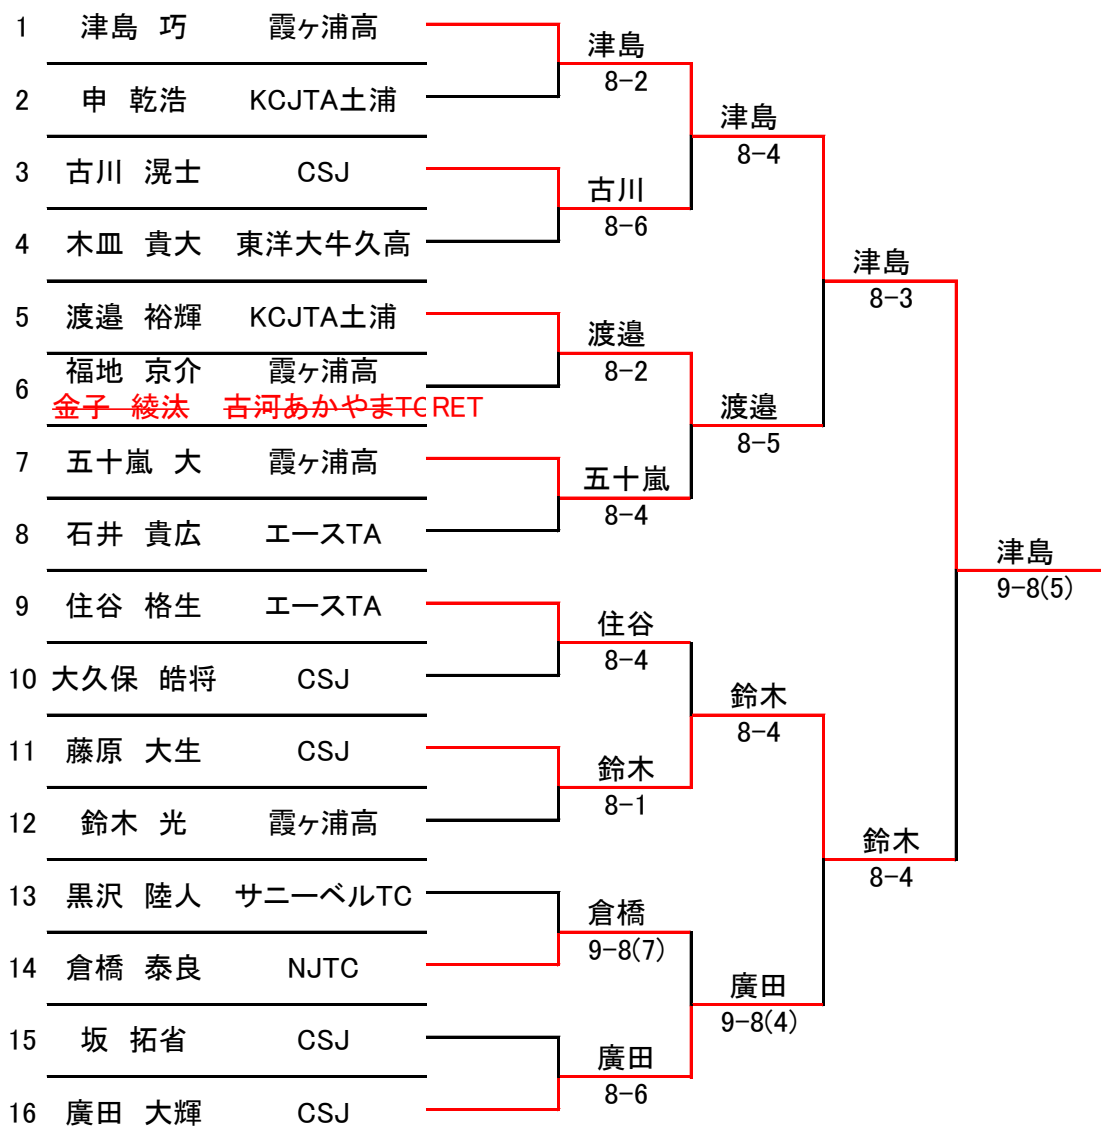 1 津島 巧 霞ヶ浦高
津島
8-2
2 申 乾浩 KCJTA土浦
津島
8-4
3 古川 滉士 CSJ
古川
8-6
4 木皿 貴大 東洋大牛久高
津島
8-3
5 渡邉 裕輝 KCJTA土浦
渡邉
8-2
6 福地 京介 霞ヶ浦高
金子 綾汰 古河あかやまTC RET
渡邉
8-5
7 五十嵐 大 霞ヶ浦高
五十嵐
8-4
8 石井 貴広 エースTA
津島
9-8(5)
9 住谷 格生 エースTA
住谷
8-4
10 大久保 皓将 CSJ
鈴木
8-4
11 藤原 大生 CSJ
鈴木
8-1
12 鈴木 光 霞ヶ浦高
鈴木
8-4
13 黒沢 陸人 サニーベルTC
倉橋
9-8(7)
14 倉橋 泰良 NJTC
廣田
9-8(4)
15 坂 拓省 CSJ
廣田
8-6
16 廣田 大輝 CSJ